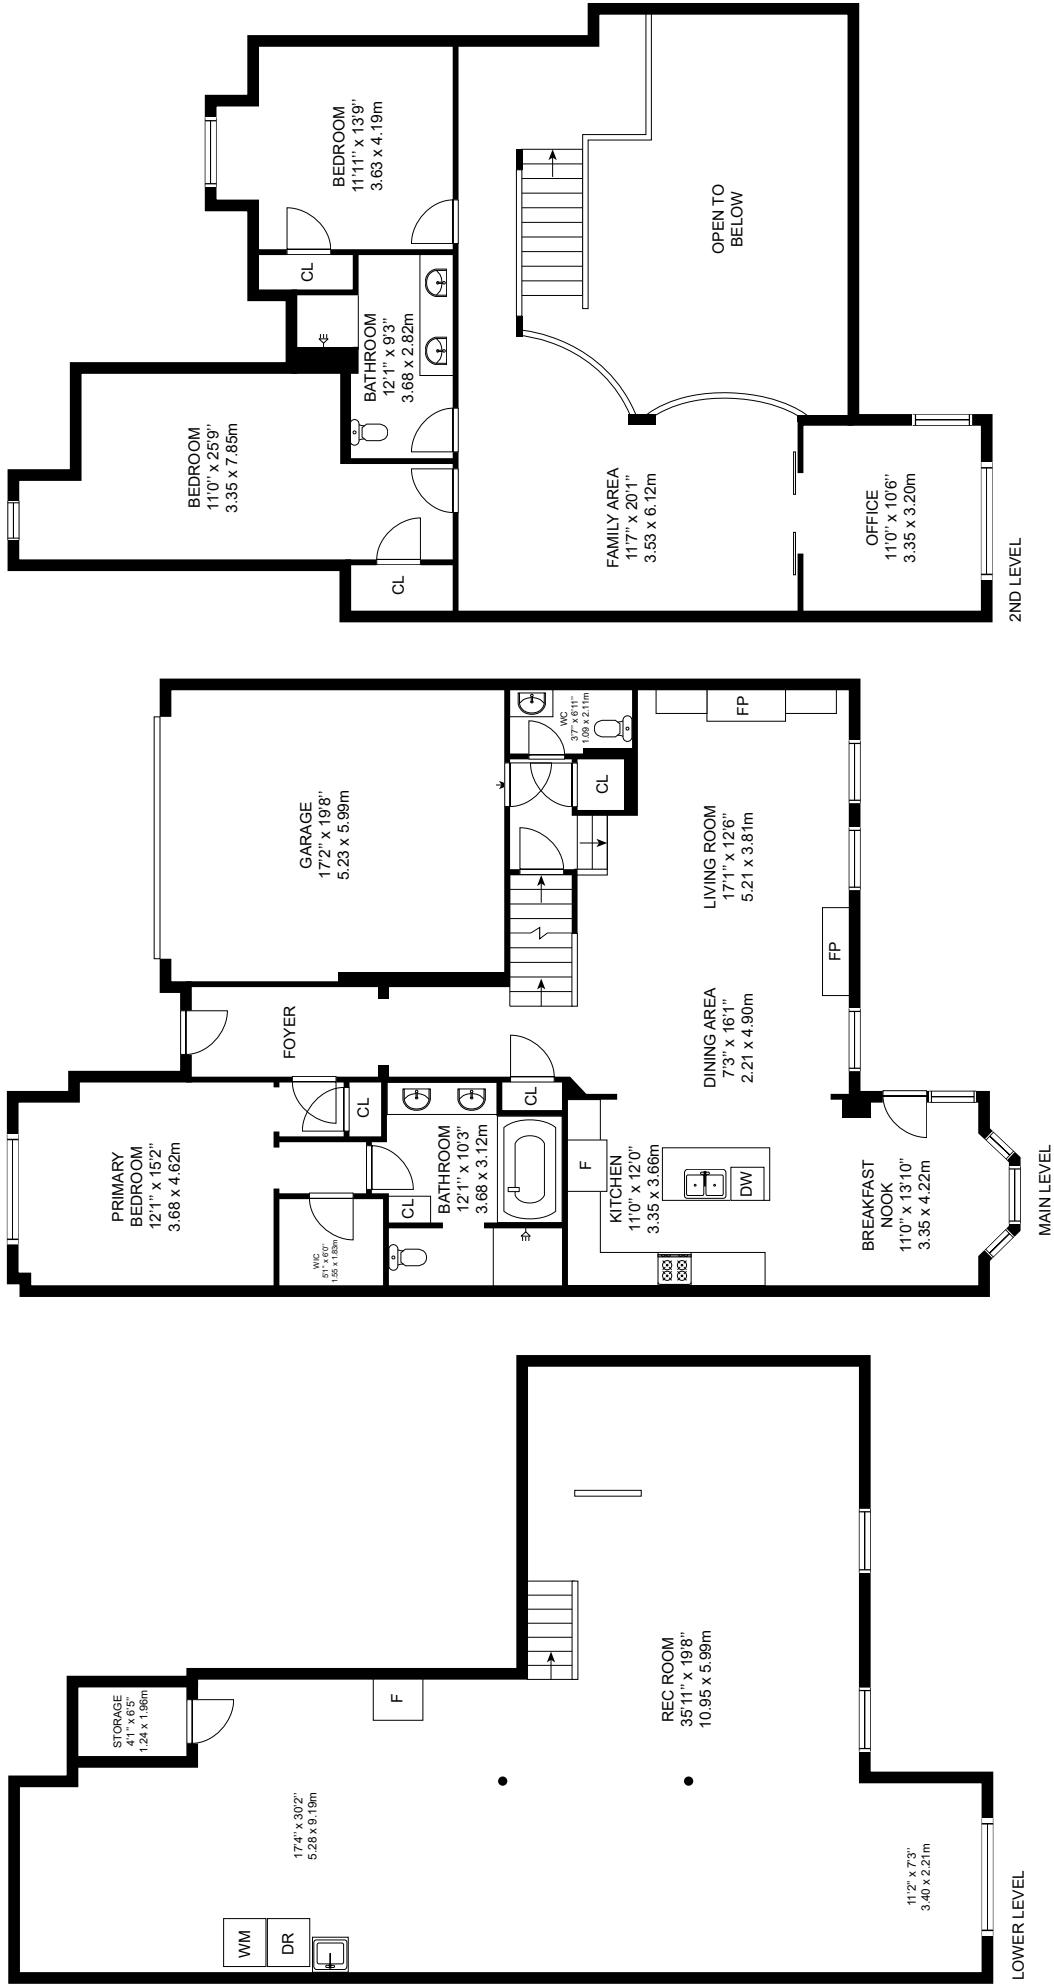 LOWER LEVEL
STORAGE
4'1" x 6'5"
1.24 x 1.96m
WM
DR
17'4" x 30'2"
5.28 x 9.19m
F
REC ROOM
35'11" x 19'8"
10.95 x 5.99m
11'2" x 7'3"
3.40 x 2.21m
MAIN LEVEL
PRIMARY
BEDROOM
12'1" x 15'2"
3.68 x 4.62m
FOYER
GARAGE
17'2" x 19'8"
5.23 x 5.99m
WIC
5'1" x 6'0"
1.55 x 1.83m
CL
CL
BATHROOM
12'1" x 10'3"
3.68 x 3.12m
CL
WC
3'7" x 6'11"
1.09 x 2.11m
CL
F
KITCHEN
11'0" x 12'0"
3.35 x 3.66m
DW
DINING AREA
7'3" x 16'1"
2.21 x 4.90m
LIVING ROOM
17'1" x 12'6"
5.21 x 3.81m
FP
FP
BREAKFAST
NOOK
11'0" x 13'10"
3.35 x 4.22m
2ND LEVEL
BEDROOM
11'0" x 25'9"
3.35 x 7.85m
CL
BEDROOM
11'11" x 13'9"
3.63 x 4.19m
CL
BATHROOM
12'1" x 9'3"
3.68 x 2.82m
FAMILY AREA
11'7" x 20'1"
3.53 x 6.12m
OPEN TO
BELOW
OFFICE
11'0" x 10'6"
3.35 x 3.20m